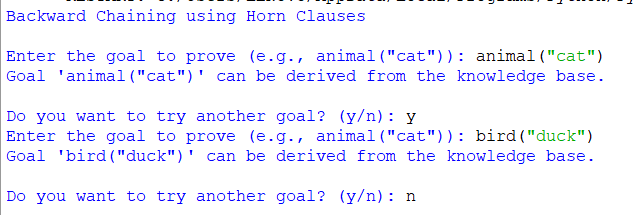 Backward Chaining using Horn Clauses
Enter the goal to prove (e.g., animal("cat")): animal("cat")
Goal 'animal("cat")' can be derived from the knowledge base.
Do you want to try another goal? (y/n): y
Enter the goal to prove (e.g., animal("cat")): bird("duck")
Goal 'bird("duck")' can be derived from the knowledge base.
Do you want to try another goal? (y/n): n